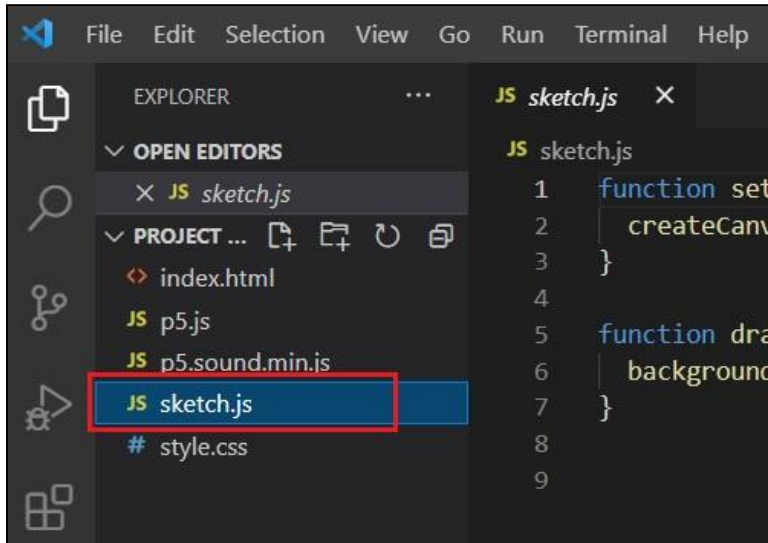 File Edit Selection View Go Run Terminal Help
EXPLORER ...
OPEN EDITORS
JS sketch.js
PROJECT ...
index.html
JS p5.js
JS p5.sound.min.js
JS sketch.js
# style.css
JS sketch.js
JS sketch.js
1 function set
2 createCanv
3 }
4
5 function dra
6 background
7 }
8
9